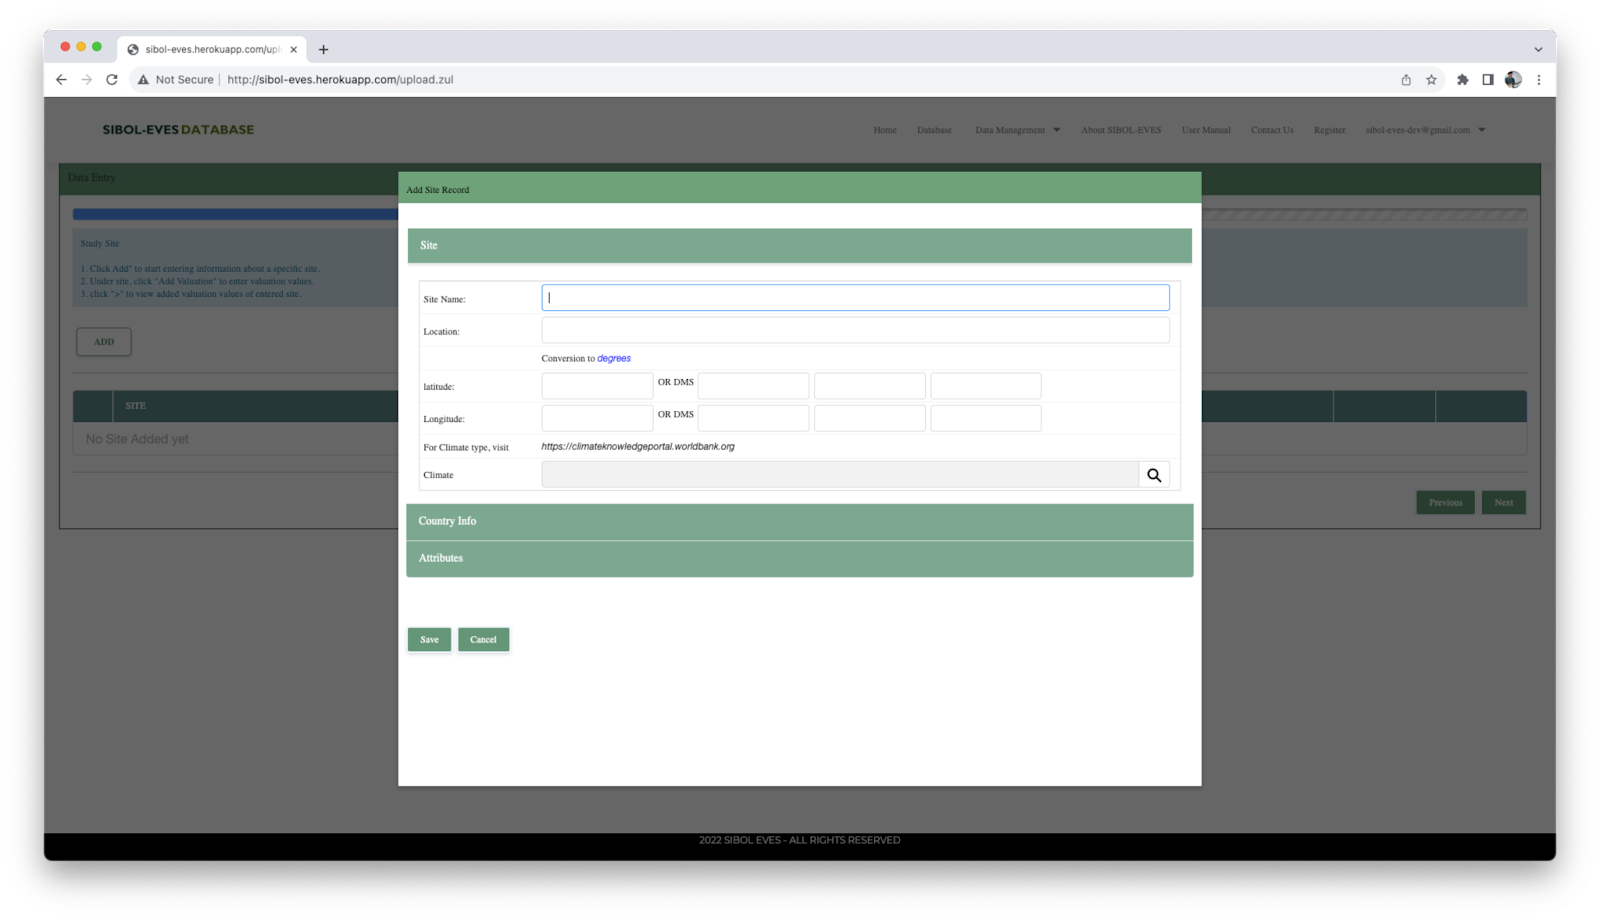 sibol-eves.herokuapp.com/upl
Not Secure | http://sibol-eves.herokuapp.com/upload.zul
SIBOL-EVES DATABASE
Home Database Data Management About SIBOL-EVES User Manual Contact Us Register sibol-eves-dev@gmail.com
Data Entry
Add Site Record
Study Site
1. Click Add" to start entering information about a specific site.
2. Under site, click "Add Valuation" to enter valuation values.
3. click ">" to view added valuation values of entered site.
ADD
SITE
No Site Added yet
Site
Site Name:
Location:
Conversion to degrees
latitude: OR DMS
Longitude: OR DMS
For Climate type, visit https://climateknowledgeportal.worldbank.org
Climate
Country Info
Attributes
Save Cancel
Previous Next
2022 SIBOL EVES - ALL RIGHTS RESERVED